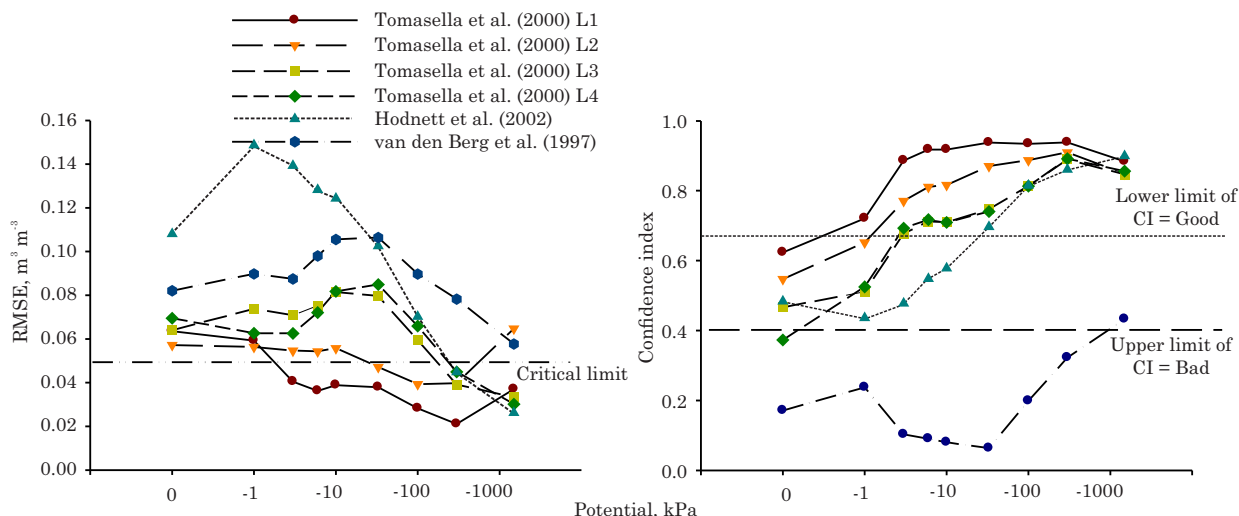 Tomasella et al. (2000) L1
Tomasella et al. (2000) L2
Tomasella et al. (2000) L3
Tomasella et al. (2000) L4
Hodnett et al. (2002)
van den Berg et al. (1997)
RMSE, m³ m⁻³
0.16
0.14
0.12
0.10
0.08
0.06
0.04
0.02
0.00
Critical limit
0
-1
-10
-100
-1000
Confidence index
1.0
0.8
0.6
0.4
0.2
0.0
Lower limit of
CI = Good
Upper limit of
CI = Bad
0
-1
-10
-100
-1000
Potential, kPa